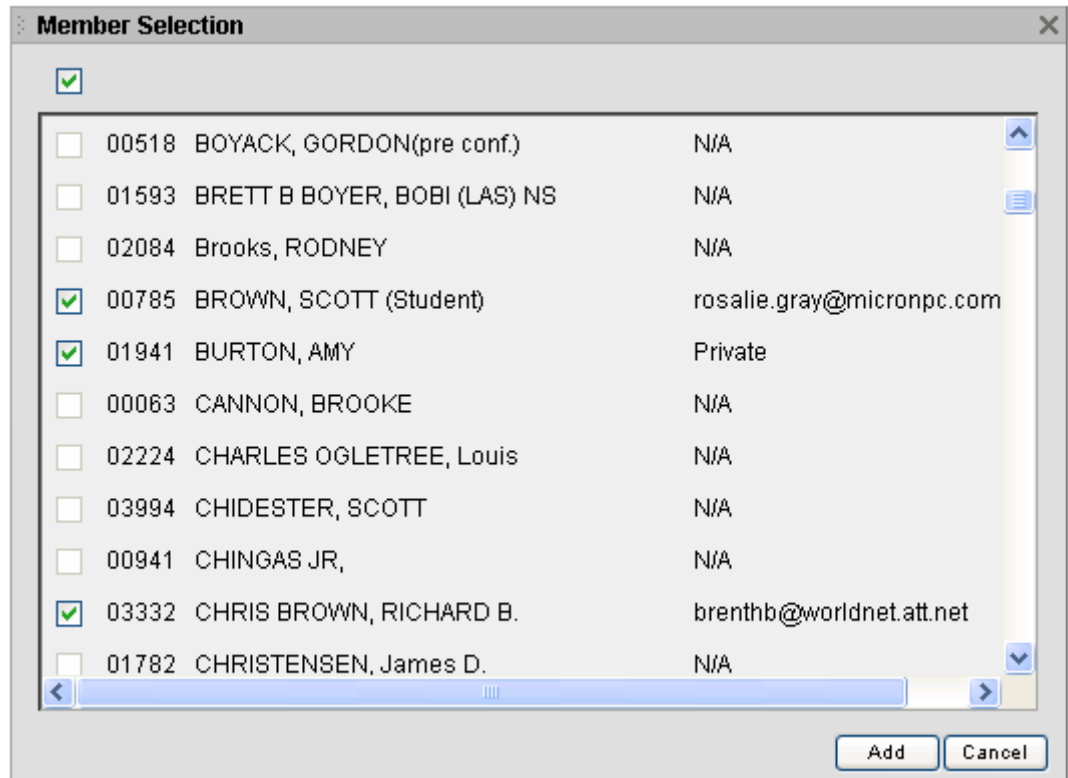 Member Selection
00518 BOYACK, GORDON(pre conf.) N/A
01593 BRETT B BOYER, BOBI (LAS) NS N/A
02084 Brooks, RODNEY N/A
00785 BROWN, SCOTT (Student) rosalie.gray@micronpc.com
01941 BURTON, AMY Private
00063 CANNON, BROOKE N/A
02224 CHARLES OGLETREE, Louis N/A
03994 CHIDESTER, SCOTT N/A
00941 CHINGAS JR, N/A
03332 CHRIS BROWN, RICHARD B. brenthb@worldnet.att.net
01782 CHRISTENSEN, James D. N/A
Add Cancel